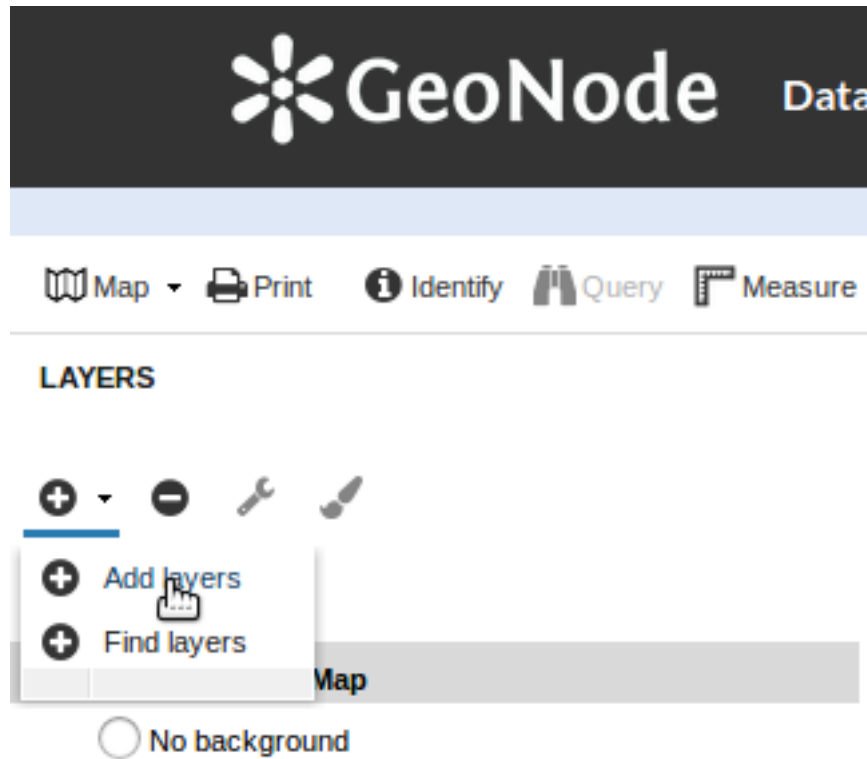 GeoNode Data
Map Print Identify Query Measure
LAYERS
Add layers
Find layers
Map
No background